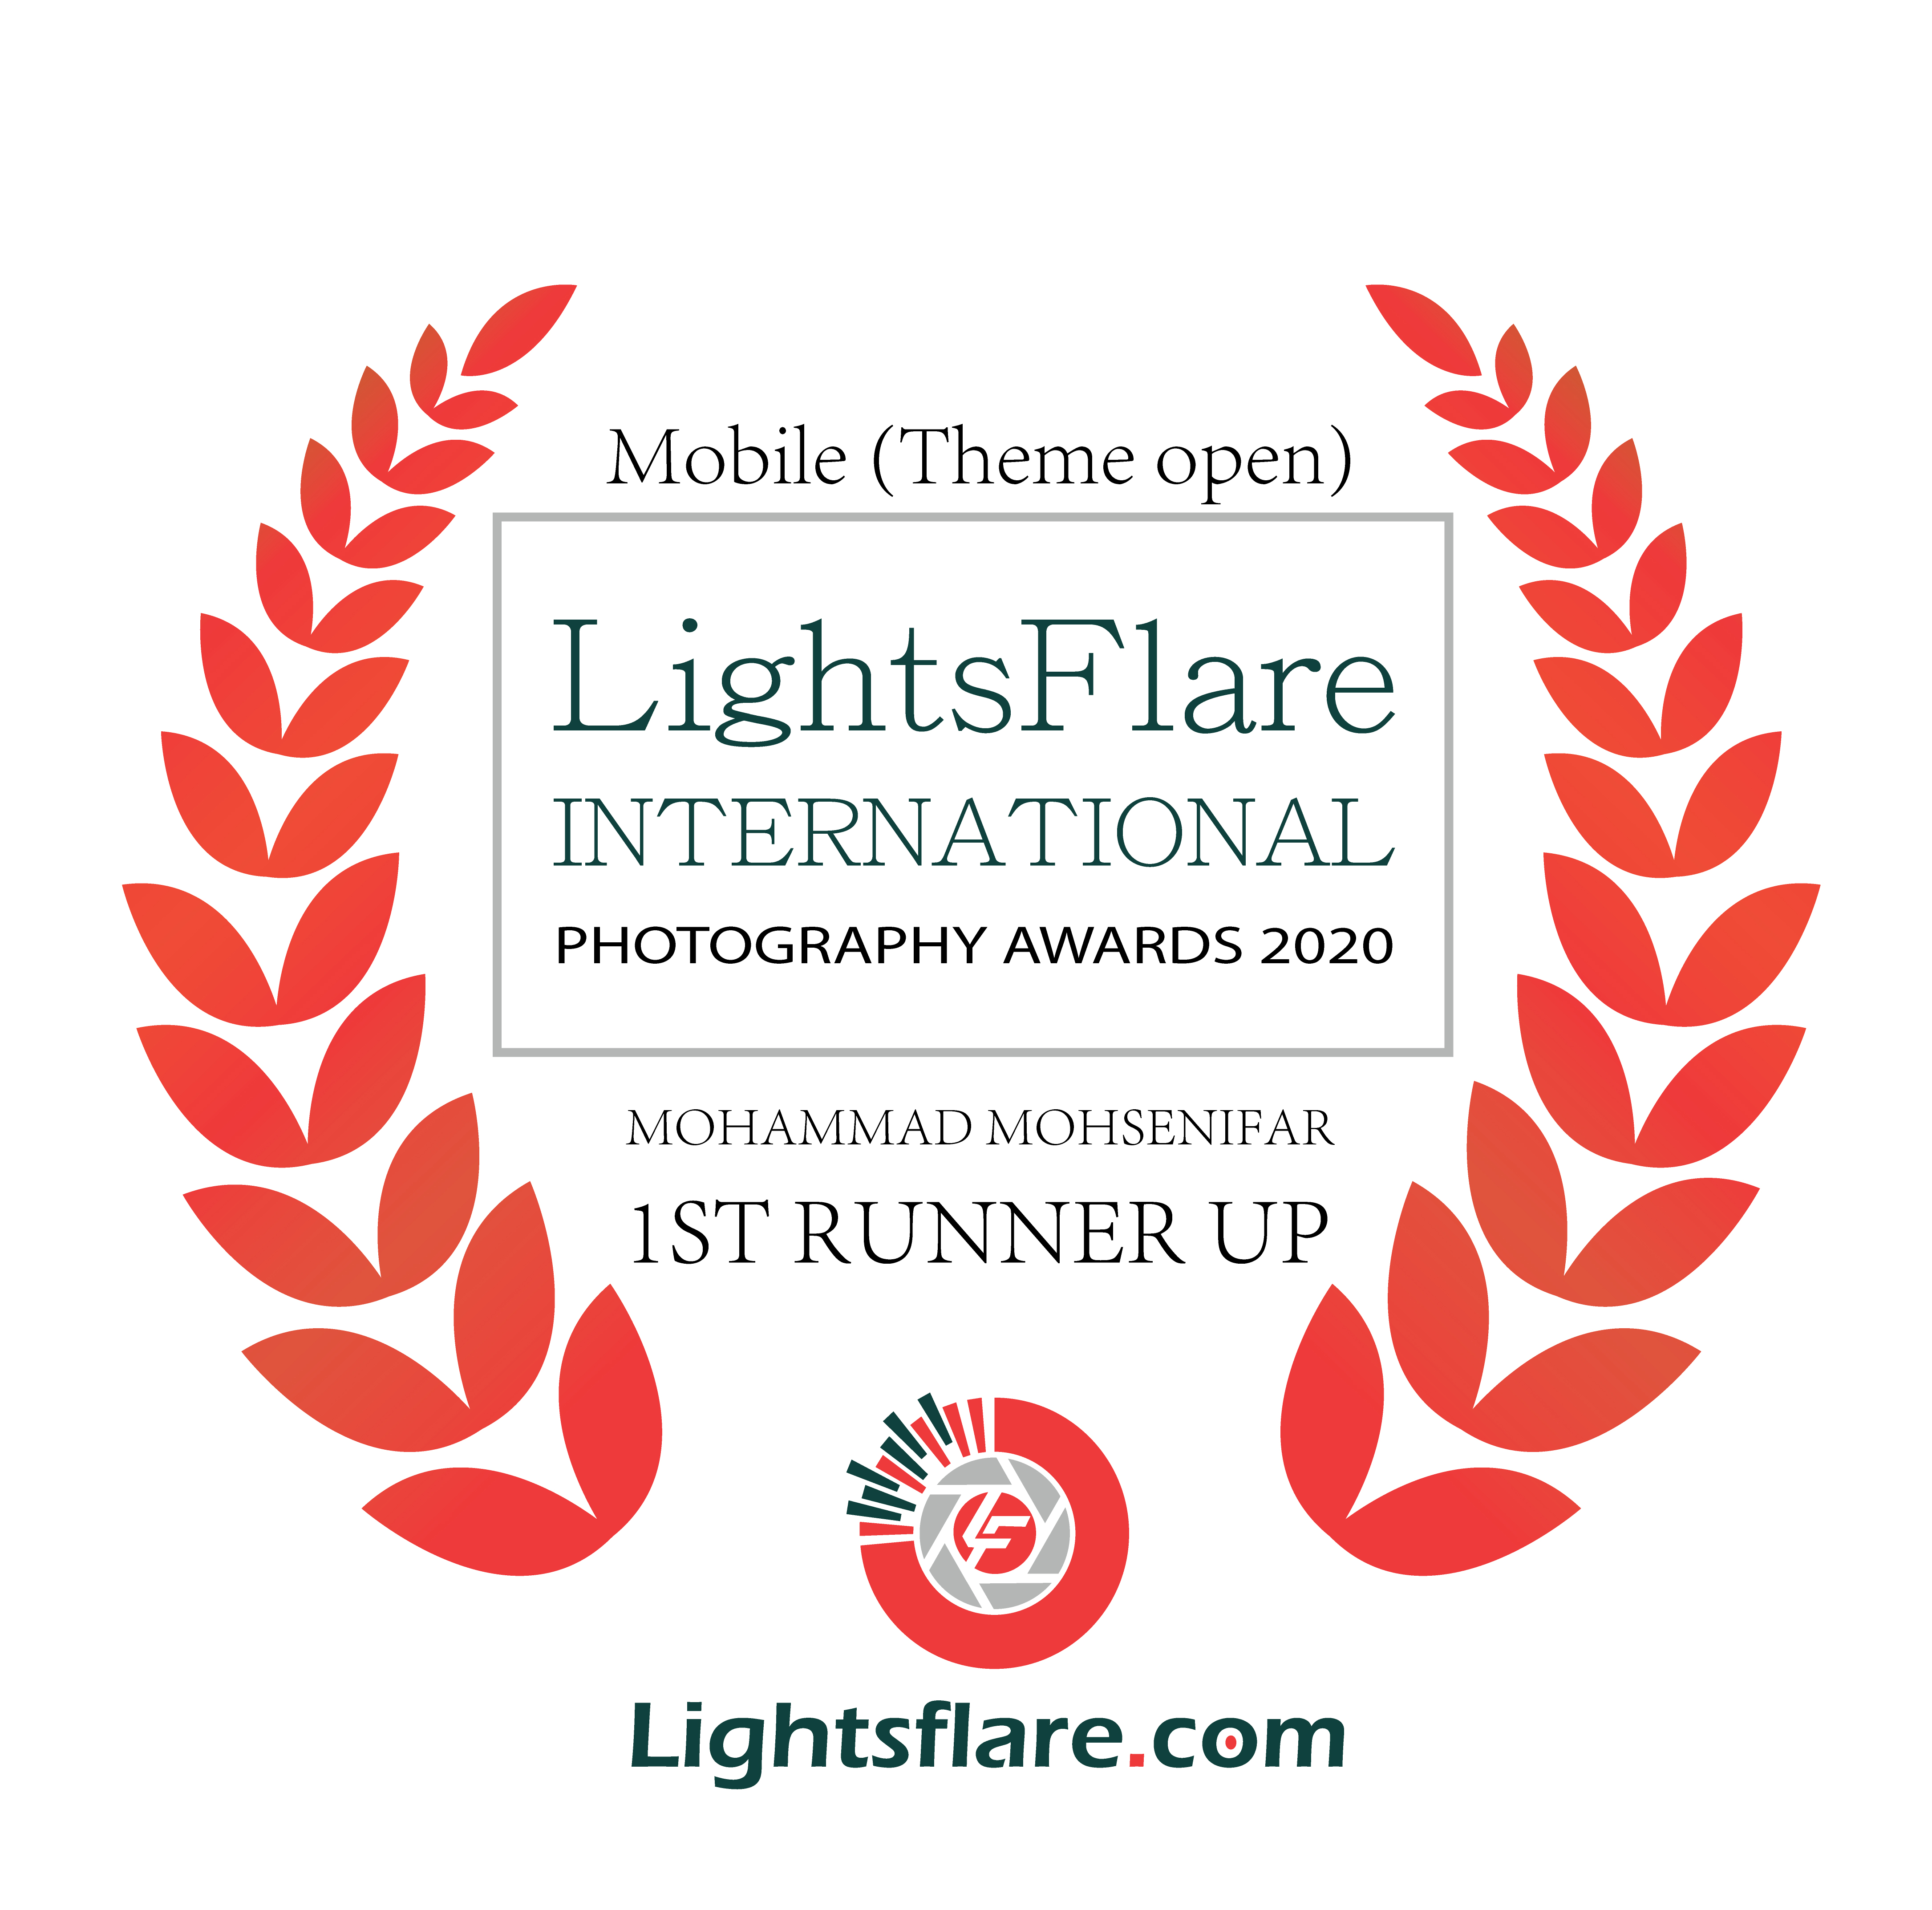 Mobile (Theme open)
LightsFlare
INTERNATIONAL
PHOTOGRAPHY AWARDS 2020
MOHAMMAD MOHSENIFAR
1ST RUNNER UP
Lightsflare.com